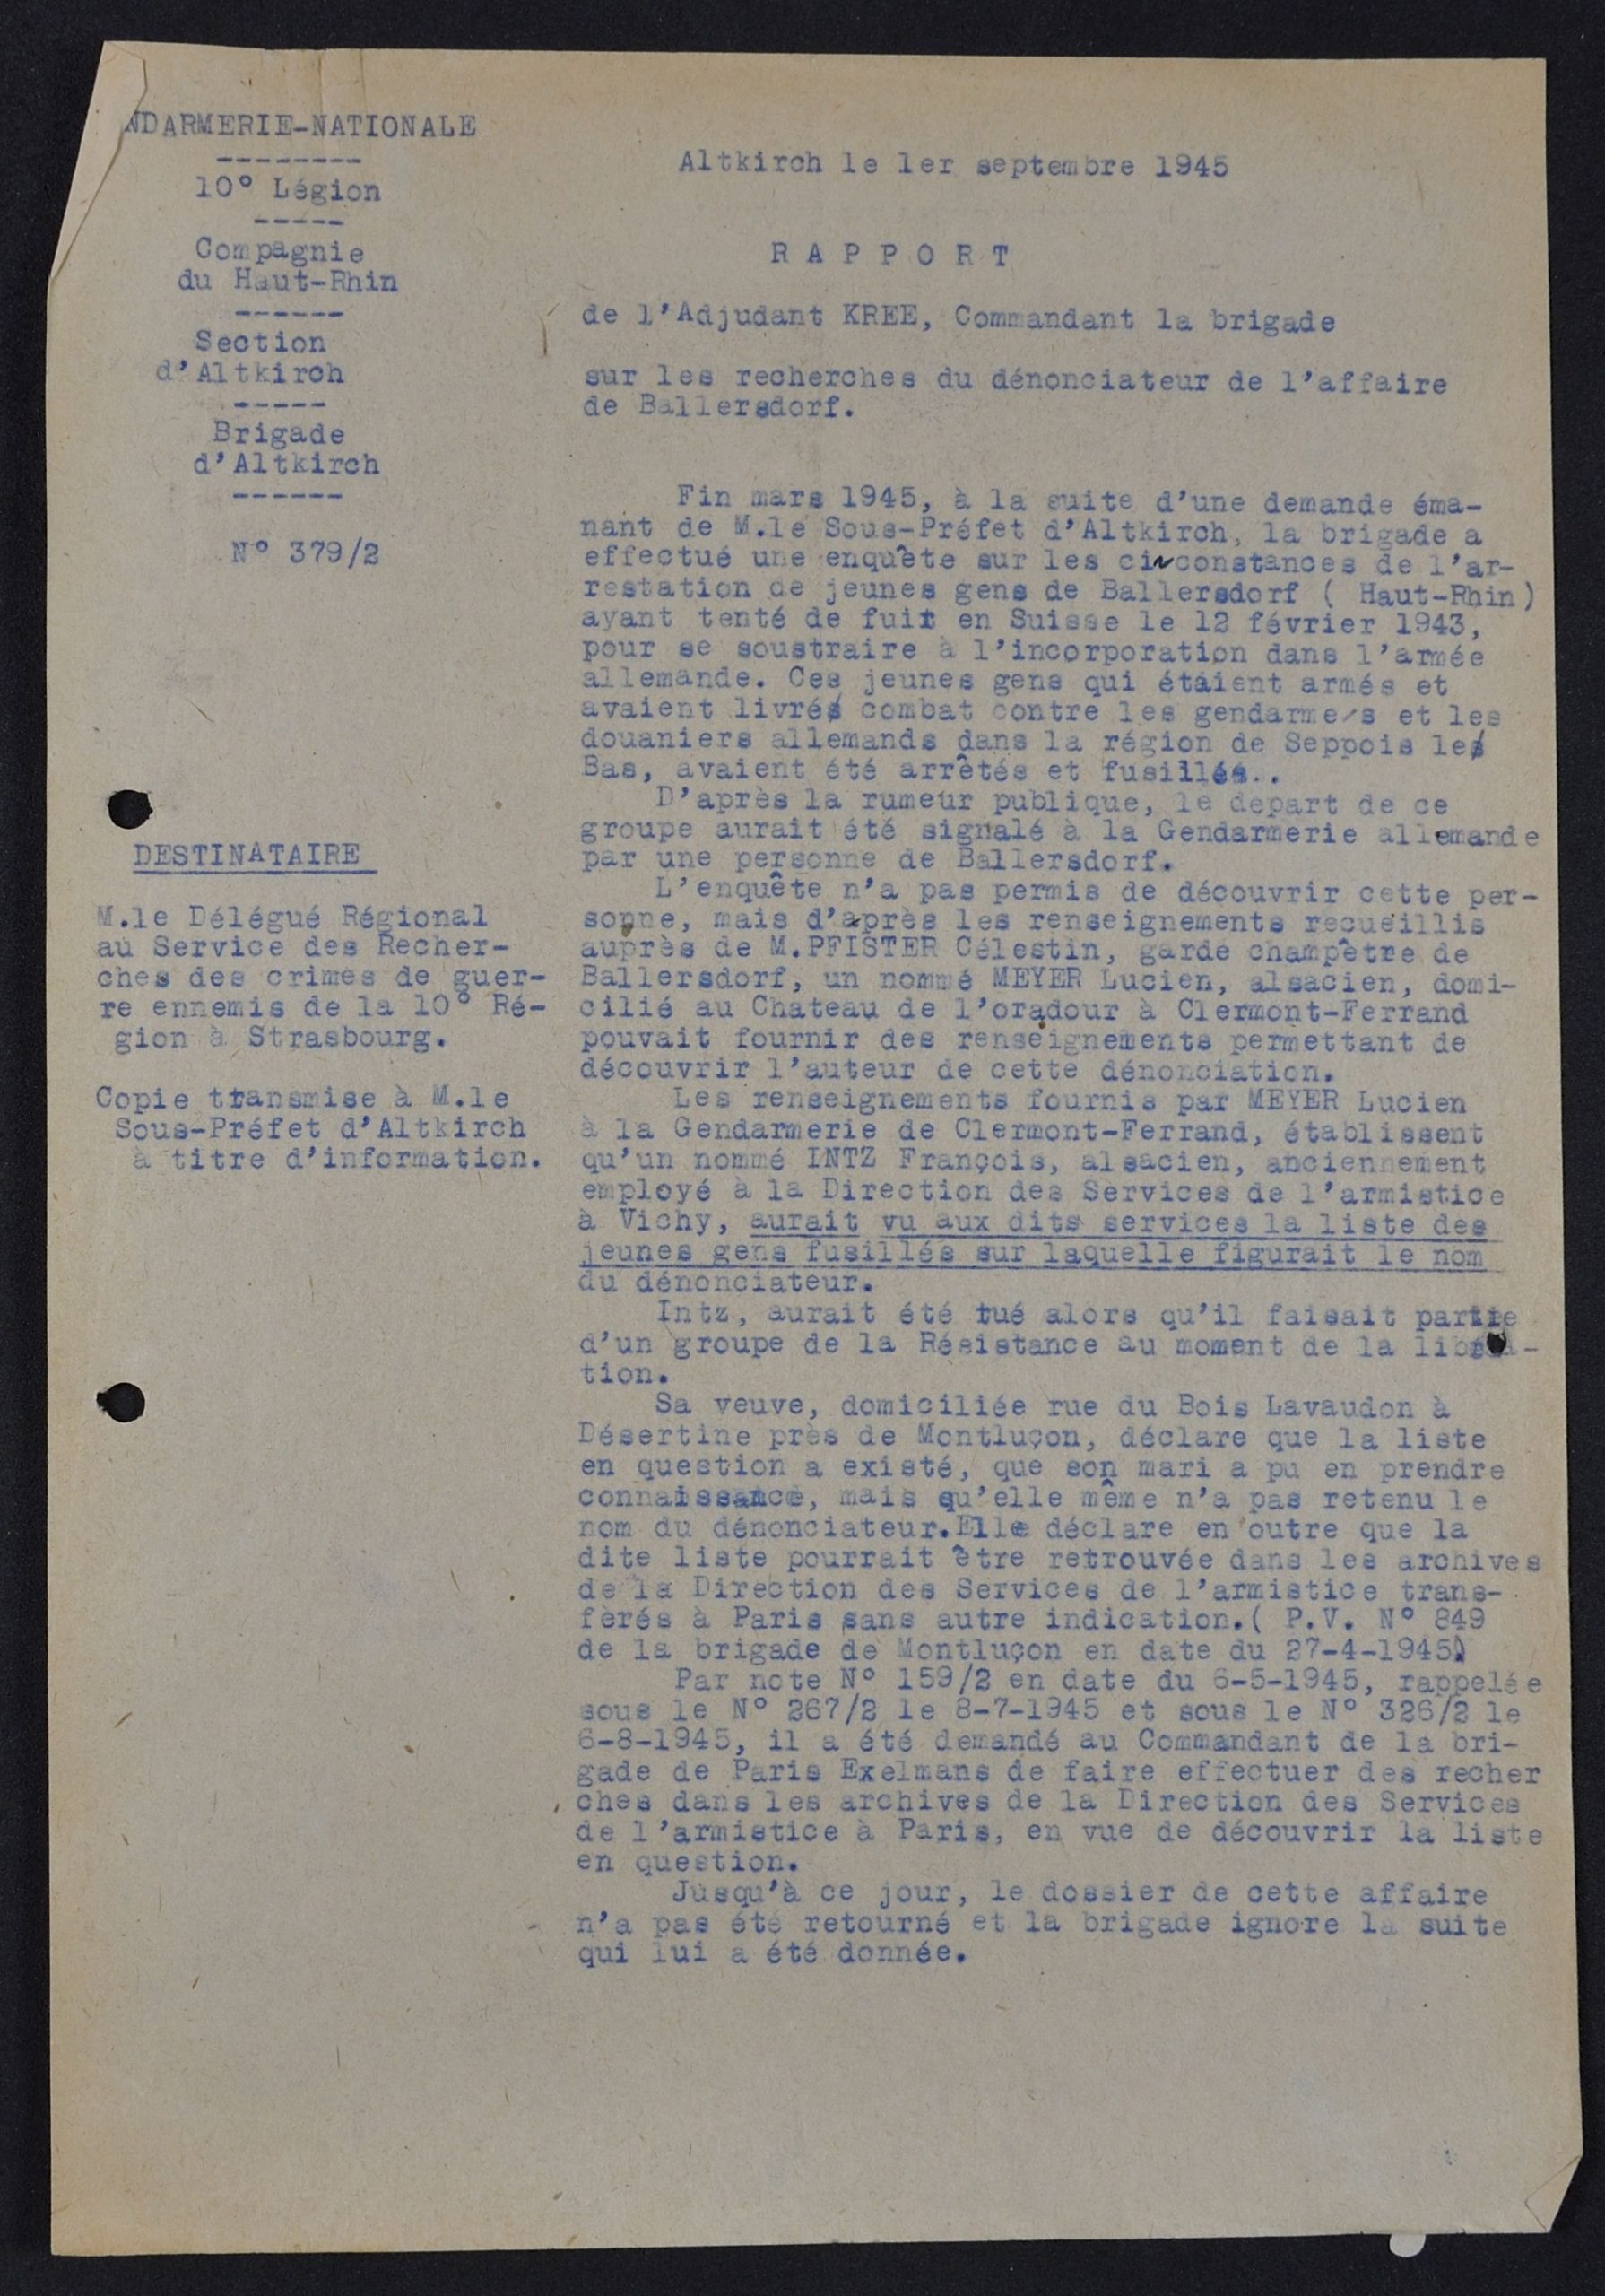 NDARMERIE-NATIONALE
--------
10° Légion
-----
Compagnie
du Haut-Rhin
------
Section
d'Altkirch
-----
Brigade
d'Altkirch
------
N° 379/2
DESTINATAIRE
M.le Délégué Régional
au Service des Recher-
ches des crimes de guer-
re ennemis de la 10° Ré-
gion à Strasbourg.
Copie transmise à M.le
Sous-Préfet d'Altkirch
à titre d'information.
Altkirch le 1er septembre 1945
R A P P O R T
de l'Adjudant KREE, Commandant la brigade
sur les recherches du dénonciateur de l'affaire
de Ballersdorf.
Fin mars 1945, à la suite d'une demande éma-
nant de M.le Sous-Préfet d'Altkirch, la brigade a
effectué une enquête sur les circonstances de l'ar-
restation de jeunes gens de Ballersdorf ( Haut-Rhin)
ayant tenté de fuir en Suisse le 12 février 1943,
pour se soustraire à l'incorporation dans l'armée
allemande. Ces jeunes gens qui étaient armés et
avaient livré combat contre les gendarmes et les
douaniers allemands dans la région de Seppois le
Bas, avaient été arrêtés et fusillés..
D'après la rumeur publique, le départ de ce
groupe aurait été signalé à la Gendarmerie allemande
par une personne de Ballersdorf.
L'enquête n'a pas permis de découvrir cette per-
sonne, mais d'après les renseignements recueillis
auprès de M.PFISTER Célestin, garde champêtre de
Ballersdorf, un nommé MEYER Lucien, alsacien, domi-
cilié au Chateau de l'oradour à Clermont-Ferrand
pouvait fournir des renseignements permettant de
découvrir l'auteur de cette dénonciation.
Les renseignements fournis par MEYER Lucien
à la Gendarmerie de Clermont-Ferrand, établissent
qu'un nommé INTZ François, alsacien, anciennement
employé à la Direction des Services de l'armistice
à Vichy, aurait vu aux dits services la liste des
jeunes gens fusillés sur laquelle figurait le nom
du dénonciateur.
Intz, aurait été tué alors qu'il faisait partie
d'un groupe de la Résistance au moment de la libéra-
tion.
Sa veuve, domiciliée rue du Bois Lavaudon à
Désertine près de Montluçon, déclare que la liste
en question a existé, que son mari a pu en prendre
connaissance, mais qu'elle même n'a pas retenu le
nom du dénonciateur.Elle déclare en outre que la
dite liste pourrait être retrouvée dans les archives
de la Direction des Services de l'armistice trans-
férés à Paris sans autre indication.( P.V. N° 849
de la brigade de Montluçon en date du 27-4-1945)
Par note N° 159/2 en date du 6-5-1945, rappelée
sous le N° 267/2 le 8-7-1945 et sous le N° 326/2 le
6-8-1945, il a été demandé au Commandant de la bri-
gade de Paris Exelmans de faire effectuer des recher
ches dans les archives de la Direction des Services
de l'armistice à Paris, en vue de découvrir la liste
en question.
Jusqu'à ce jour, le dossier de cette affaire
n'a pas été retourné et la brigade ignore la suite
qui lui a été donnée.